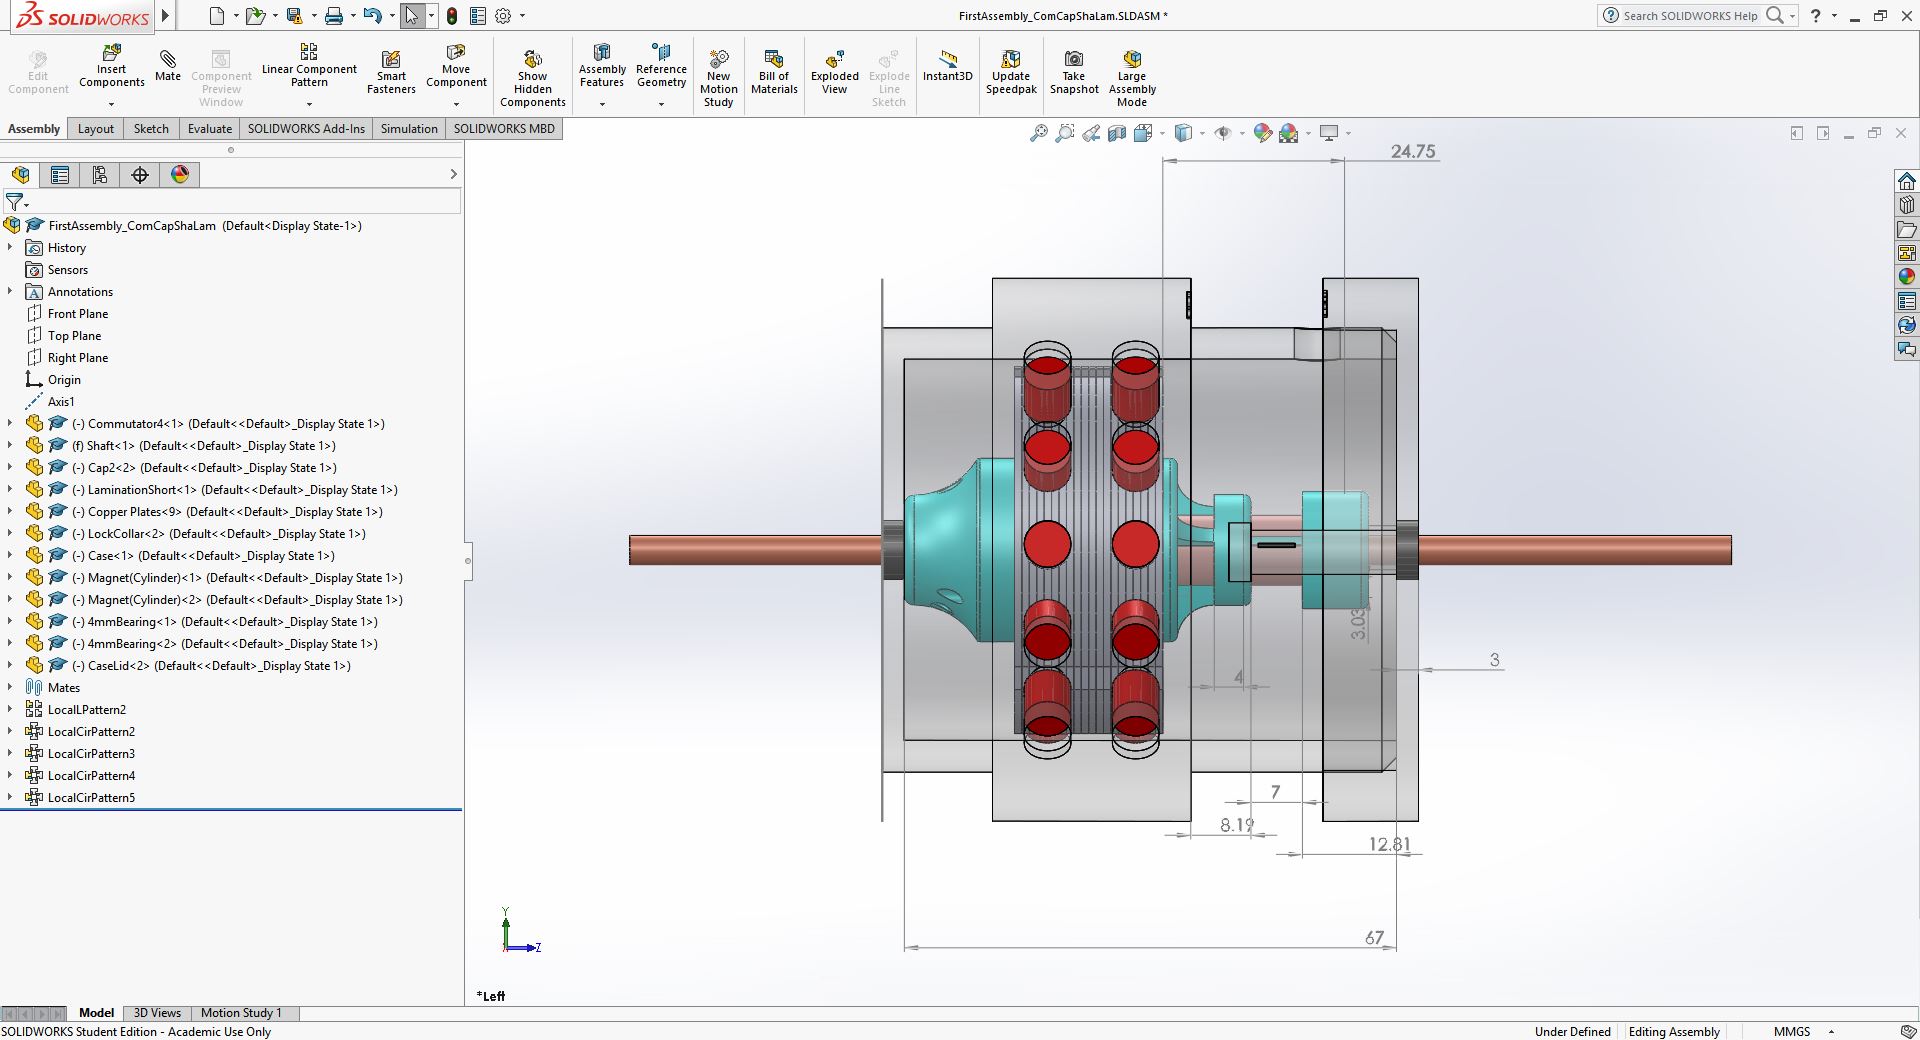 SOLIDWORKS
FirstAssembly_ComCapShaLam.SLDASM *
Search SOLIDWORKS Help
?
Edit Component
Insert Components
Mate
Component Preview Window
Linear Component Pattern
Smart Fasteners
Move Component
Show Hidden Components
Assembly Features
Reference Geometry
New Motion Study
Bill of Materials
Exploded View
Explode Line Sketch
Instant3D
Update Speedpak
Take Snapshot
Large Assembly Mode
Assembly
Layout
Sketch
Evaluate
SOLIDWORKS Add-Ins
Simulation
SOLIDWORKS MBD
FirstAssembly_ComCapShaLam (Default<Display State-1>)
History
Sensors
Annotations
Front Plane
Top Plane
Right Plane
Origin
Axis1
(-) Commutator4<1> (Default<<Default>_Display State 1>)
(f) Shaft<1> (Default<<Default>_Display State 1>)
(-) Cap2<2> (Default<<Default>_Display State 1>)
(-) LaminationShort<1> (Default<<Default>_Display State 1>)
(-) Copper Plates<9> (Default<<Default>_Display State 1>)
(-) LockCollar<2> (Default<<Default>_Display State 1>)
(-) Case<1> (Default<<Default>_Display State 1>)
(-) Magnet(Cylinder)<1> (Default<<Default>_Display State 1>)
(-) Magnet(Cylinder)<2> (Default<<Default>_Display State 1>)
(-) 4mmBearing<1> (Default<<Default>_Display State 1>)
(-) 4mmBearing<2> (Default<<Default>_Display State 1>)
(-) CaseLid<2> (Default<<Default>_Display State 1>)
Mates
LocalLPattern2
LocalCirPattern2
LocalCirPattern3
LocalCirPattern4
LocalCirPattern5
24.75
3.03
3
4
7
8.19
12.81
67
Y
Z
*Left
Model
3D Views
Motion Study 1
SOLIDWORKS Student Edition - Academic Use Only
Under Defined
Editing Assembly
MMGS